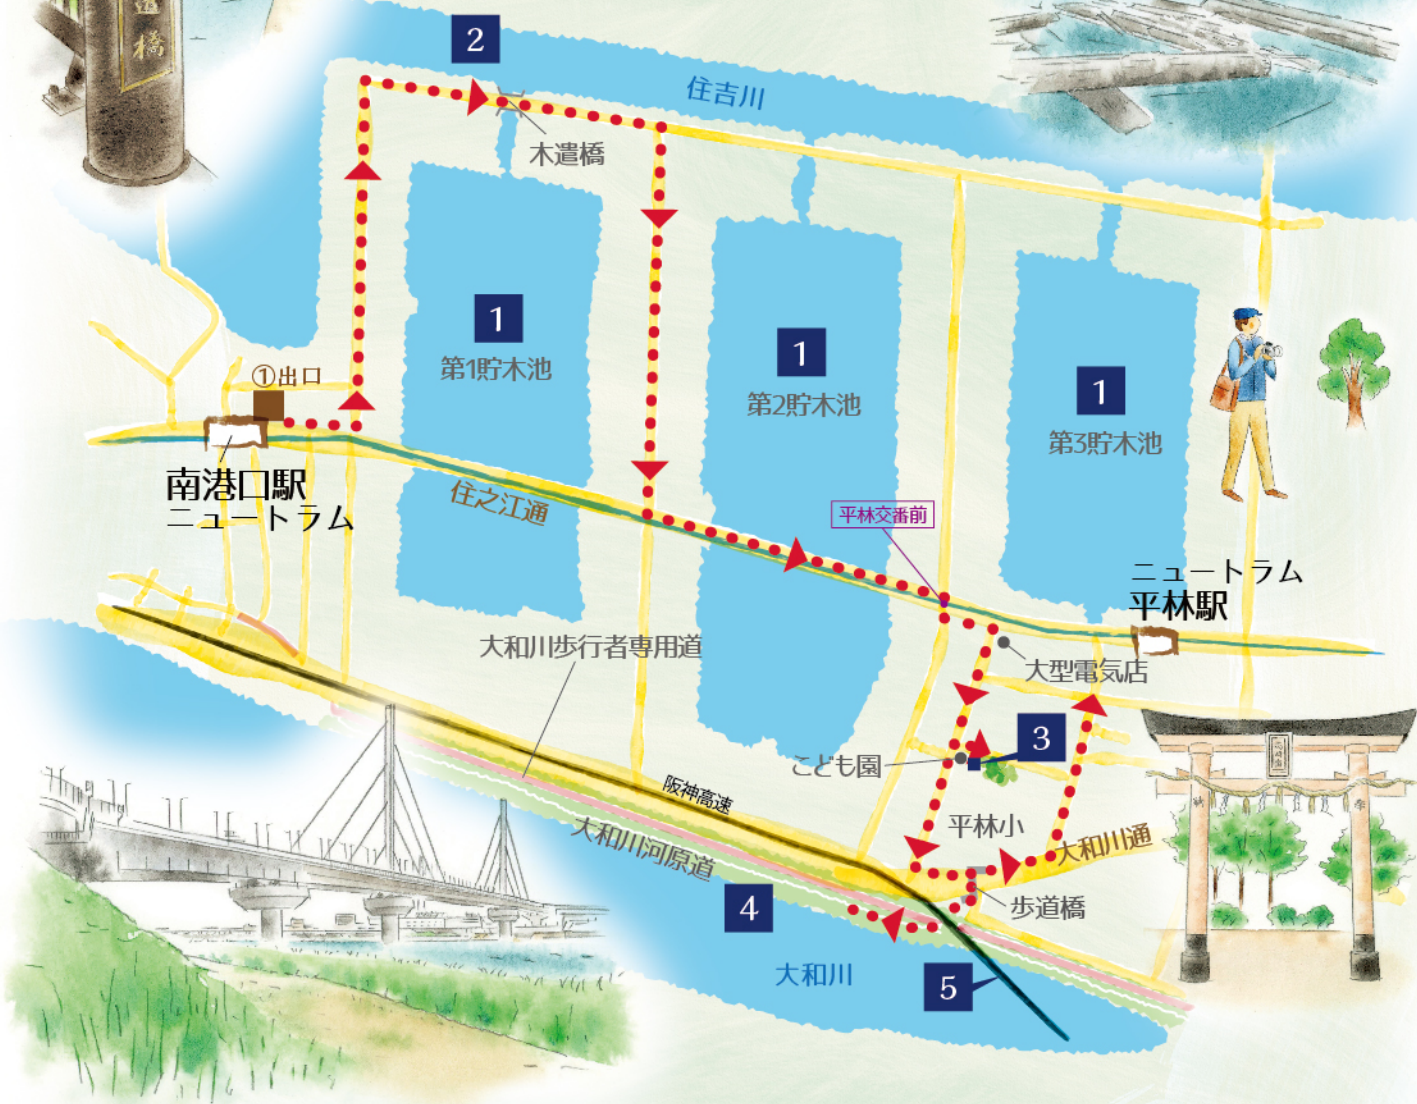 橋
2
住吉川
木遣橋
1
第1貯木池
1
第2貯木池
1
第3貯木池
①出口
南港口駅
ニュートラム
住之江通
平林交番前
ニュートラム
平林駅
大和川歩行者専用道
大型電気店
3
こども園
阪神高速
平林小
大和川通
大和川河原道
4
歩道橋
大和川
5